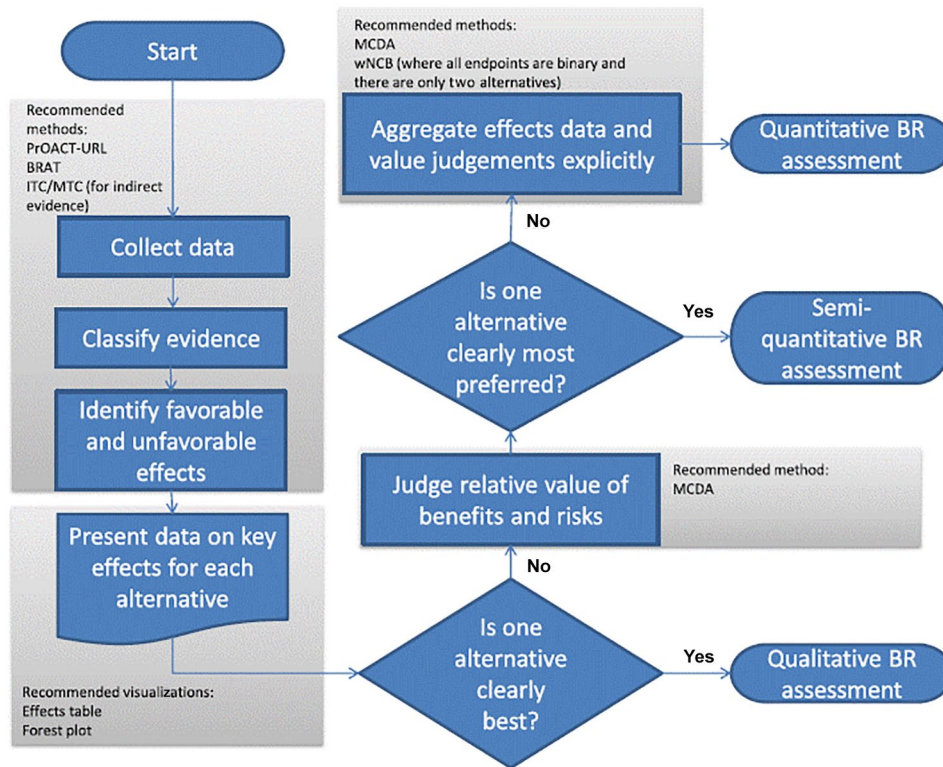 Start
Recommended
methods:
PrOACT-URL
BRAT
ITC/MTC (for indirect
evidence)
Collect data
Classify evidence
Identify favorable
and unfavorable
effects
Present data on key
effects for each
alternative
Recommended visualizations:
Effects table
Forest plot
Is one
alternative
clearly
best?
Yes
Qualitative BR
assessment
No
Judge relative value of
benefits and risks
Recommended method:
MCDA
Is one
alternative
clearly most
preferred?
Yes
Semi-
quantitative BR
assessment
No
Recommended methods:
MCDA
wNCB (where all endpoints are binary and
there are only two alternatives)
Aggregate effects data and
value judgements explicitly
Quantitative BR
assessment